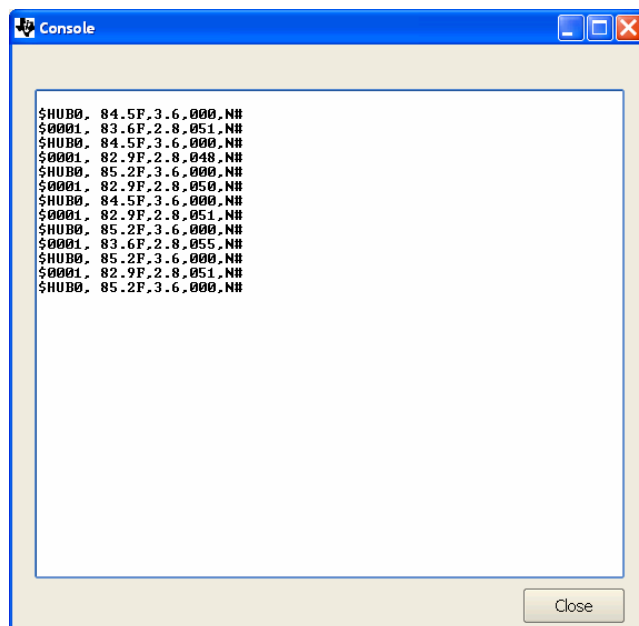 Console
$HUB0, 84.5F,3.6,000,N#
$0001, 83.6F,2.8,051,N#
$HUB0, 84.5F,3.6,000,N#
$0001, 82.9F,2.8,048,N#
$HUB0, 85.2F,3.6,000,N#
$0001, 82.9F,2.8,050,N#
$HUB0, 84.5F,3.6,000,N#
$0001, 82.9F,2.8,051,N#
$HUB0, 85.2F,3.6,000,N#
$0001, 83.6F,2.8,055,N#
$HUB0, 85.2F,3.6,000,N#
$0001, 82.9F,2.8,051,N#
$HUB0, 85.2F,3.6,000,N#
Close